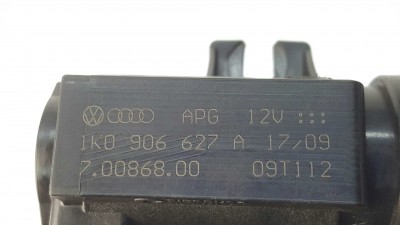 APG 12V
1K0 906 627 A 17/09
7.00868.00 09T112